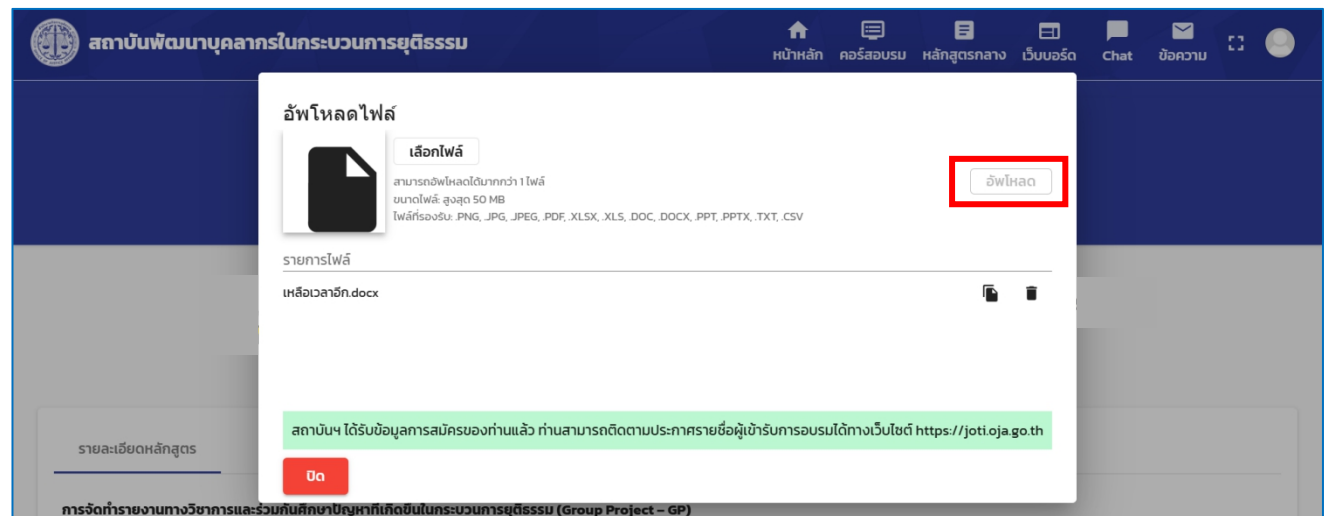 สถาบันพัฒนาบุคลากรในกระบวนการยุติธรรม
หน้าหลัก คอร์สอบรม หลักสูตรกลาง เว็บบอร์ด Chat ข้อความ
อัพโหลดไฟล์
เลือกไฟล์
สามารถอัพโหลดได้มากกว่า 1 ไฟล์
ขนาดไฟล์: สูงสุด 50 MB
ไฟล์ที่รองรับ: .PNG, .JPG, .JPEG, .PDF, .XLSX, .XLS, .DOC, .DOCX, .PPT, .PPTX, .TXT, .CSV
อัพโหลด
รายการไฟล์
เหลือเวลาอีก.docx
สถาบันฯ ได้รับข้อมูลการสมัครของท่านแล้ว ท่านสามารถติดตามประกาศรายชื่อผู้เข้ารับการอบรมได้ทางเว็บไซต์ https://joti.oja.go.th
ปิด
รายละเอียดหลักสูตร
การจัดทำรายงานทางวิชาการและร่วมกันศึกษาปัญหาที่เกิดขึ้นในกระบวนการยุติธรรม (Group Project – GP)